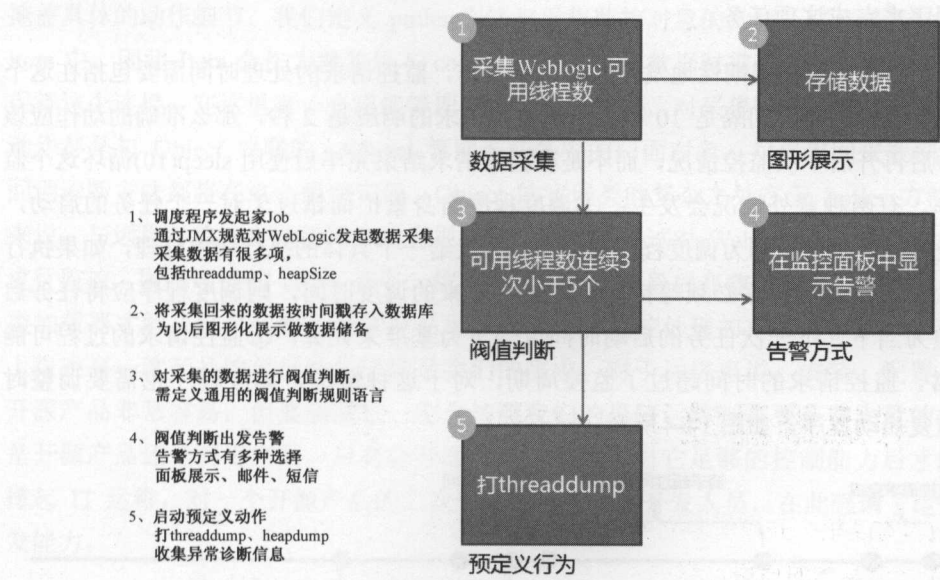 1
采集Weblogic 可
用线程数
数据采集
2
存储数据
图形展示
3
可用线程数连续3
次小于5个
阀值判断
4
在监控面板中显
示告警
告警方式
5
打threaddump
预定义行为
1、调度程序发起家Job
通过JMX规范对WebLogic发起数据采集
采集数据有很多项，
包括threaddump、heapSize
2、将采集回来的数据按时间戳存入数据库
为以后图形化展示做数据储备
3、对采集的数据进行阀值判断，
需定义通用的阀值判断规则语言
4、阀值判断出发告警
告警方式有多种选择
面板展示、邮件、短信
5、启动预定义动作
打threaddump、heapdump
收集异常诊断信息